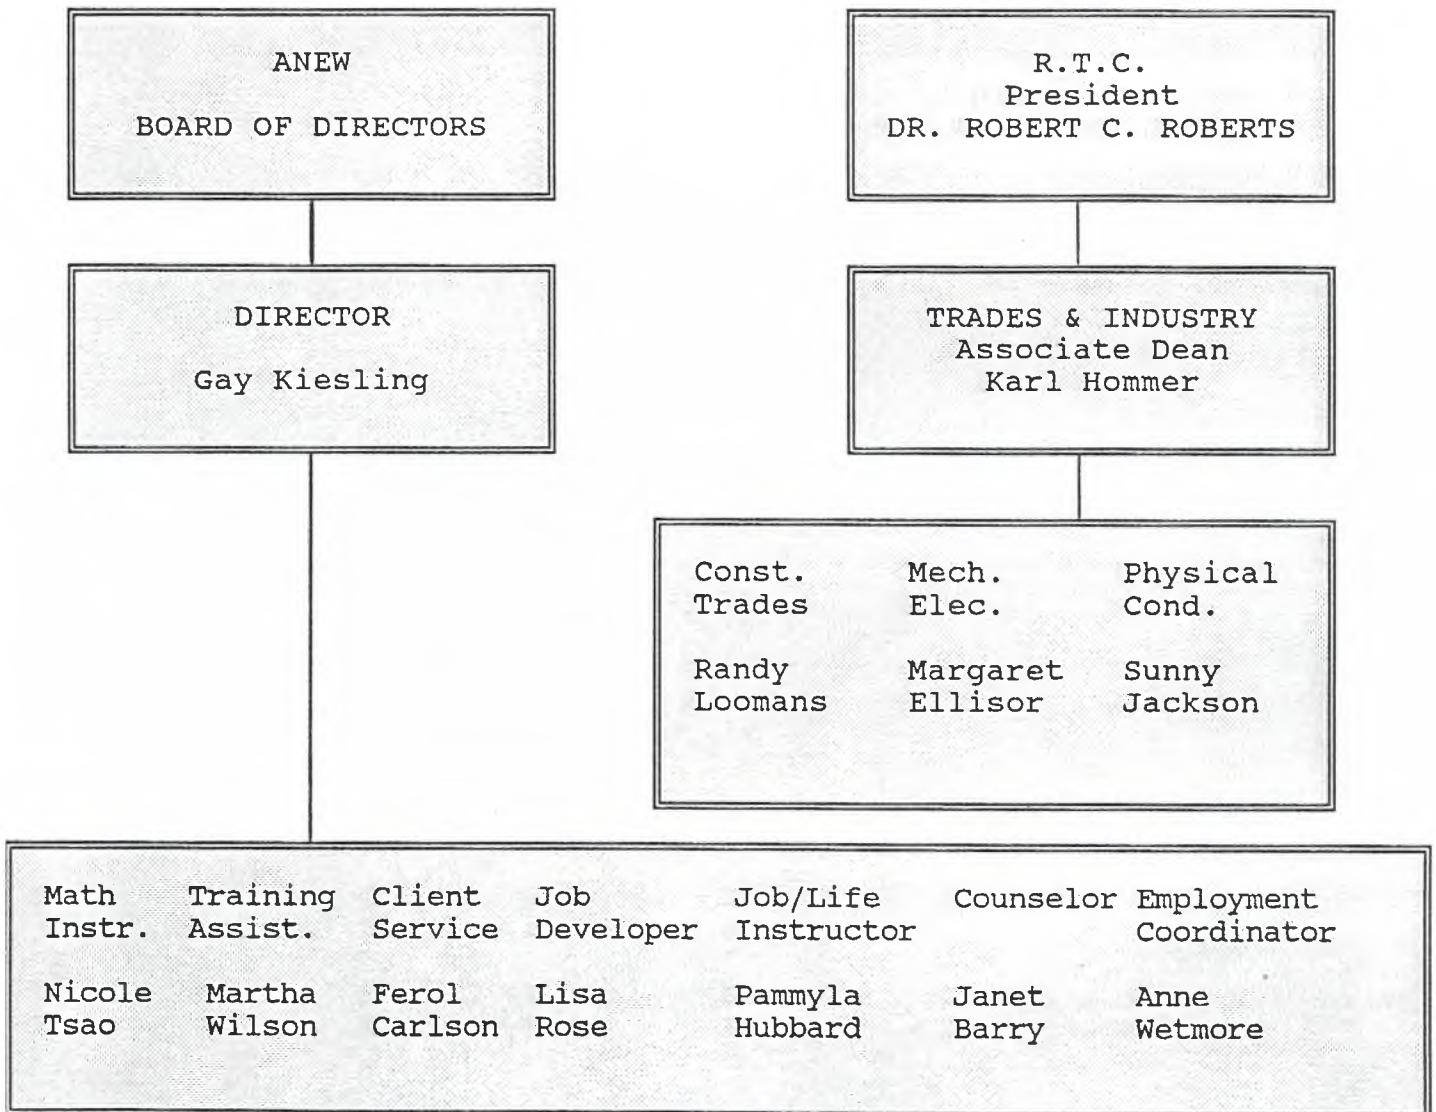 ANEW
BOARD OF DIRECTORS
R.T.C.
President
DR. ROBERT C. ROBERTS
DIRECTOR
Gay Kiesling
TRADES & INDUSTRY
Associate Dean
Karl Hommer
Const. Mech. Physical
Trades Elec. Cond.
Randy Margaret Sunny
Loomans Ellisor Jackson
Math Training Client Job Job/Life Counselor Employment
Instr. Assist. Service Developer Instructor Coordinator
Nicole Martha Ferol Lisa Pammyla Janet Anne
Tsao Wilson Carlson Rose Hubbard Barry Wetmore